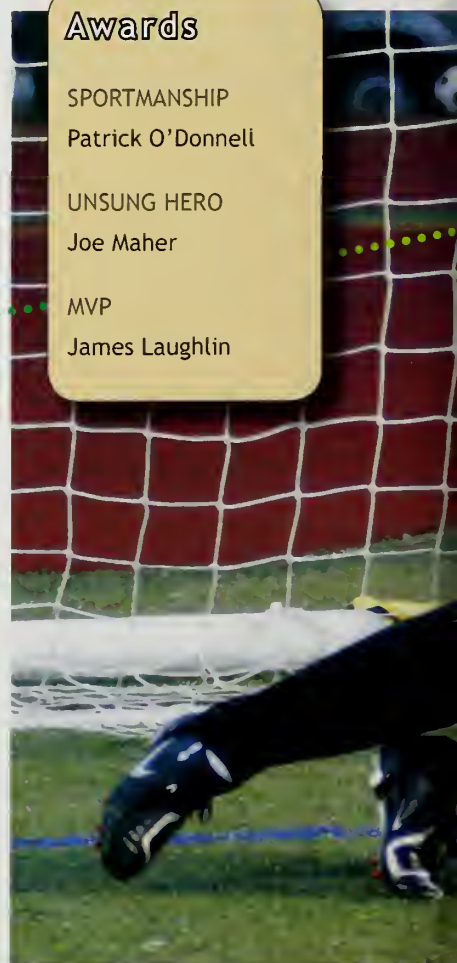 Awards
SPORTMANSHIP
Patrick O'Donnell
UNSUNG HERO
Joe Maher
MVP
James Laughlin